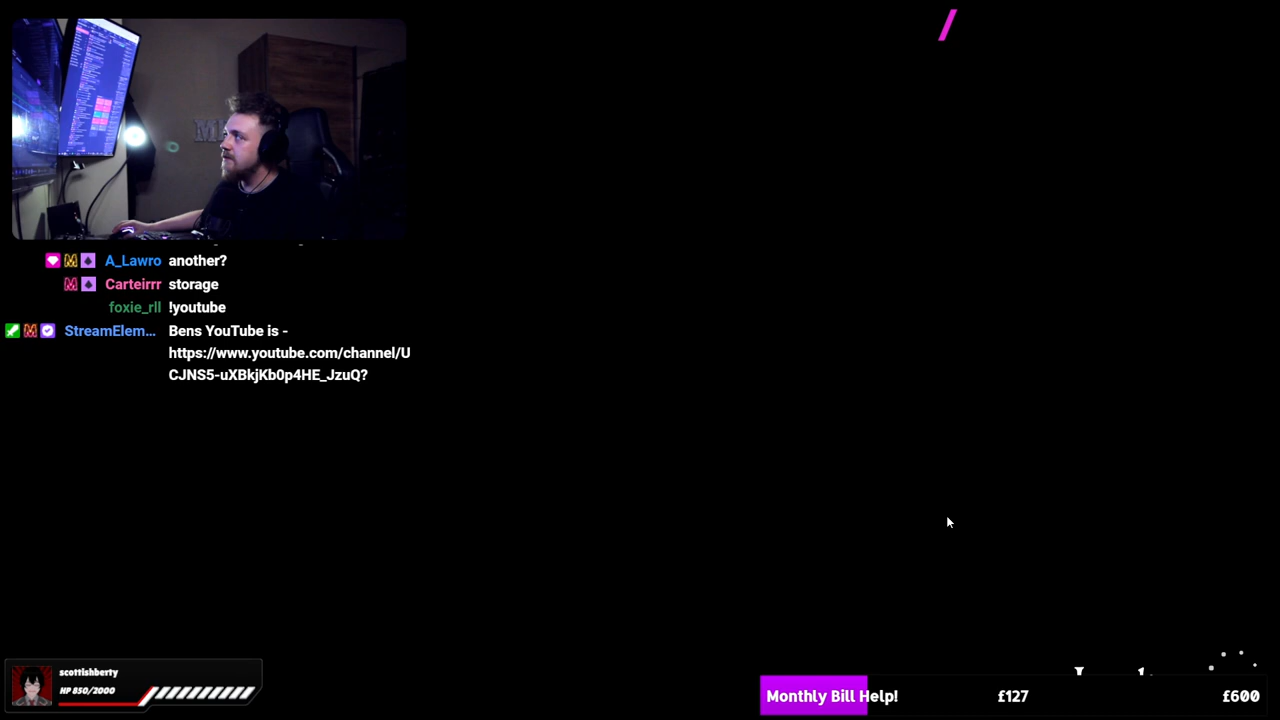 A_Lawro another?
Carteirrr storage
foxie_rll !youtube
StreamElem... Bens YouTube is -
https://www.youtube.com/channel/U
CJNS5-uXBkjKb0p4HE_JzuQ?
scottishberty
HP 850/2000
Monthly Bill Help! £127 £600